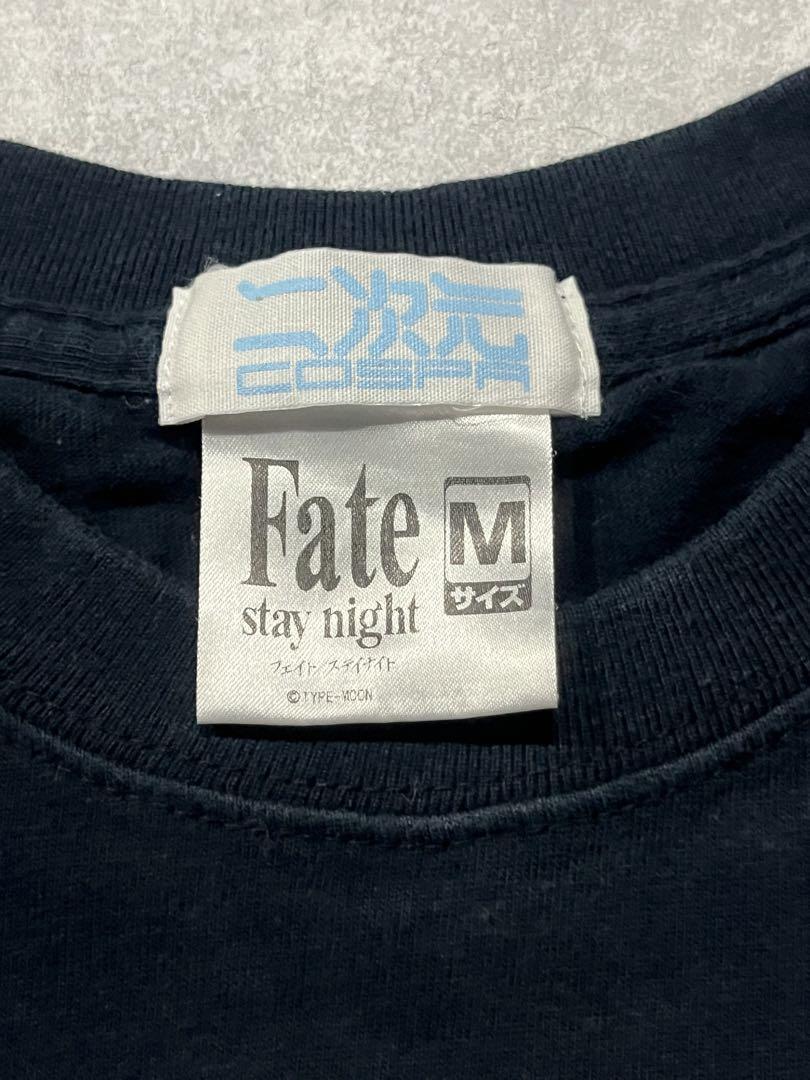 二次元
COSPA
Fate
stay night
フェイト/ステイナイト
©TYPE-MOON
M
サイズ